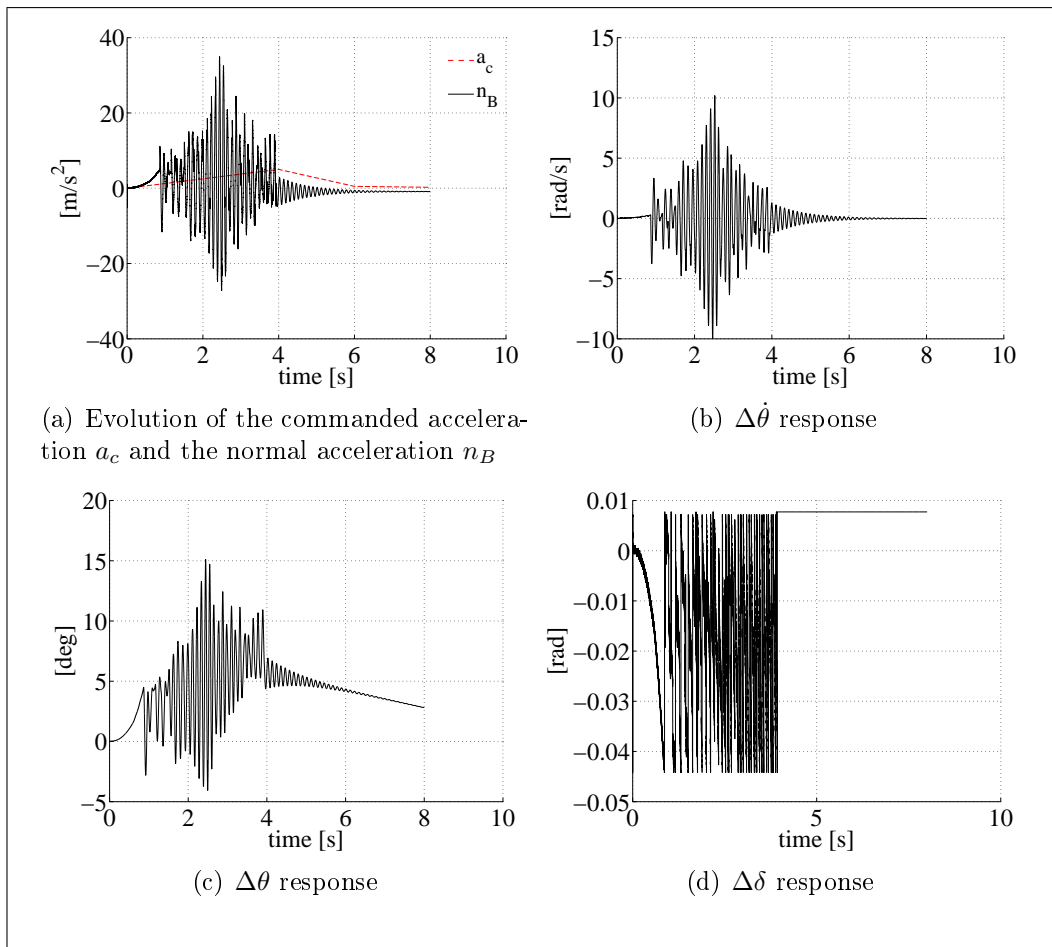 40
20
0
−20
−40
0 2 4 6 8 10
time [s]
[m/s²]
a_c
n_B
(a) Evolution of the commanded accelera-
tion a_c and the normal acceleration n_B
15
10
5
0
−5
−10
0 2 4 6 8 10
time [s]
[rad/s]
(b) Δθ̇ response
20
15
10
5
0
−5
0 2 4 6 8 10
time [s]
[deg]
(c) Δθ response
0.01
0
−0.01
−0.02
−0.03
−0.04
−0.05
0 5 10
time [s]
[rad]
(d) Δδ response